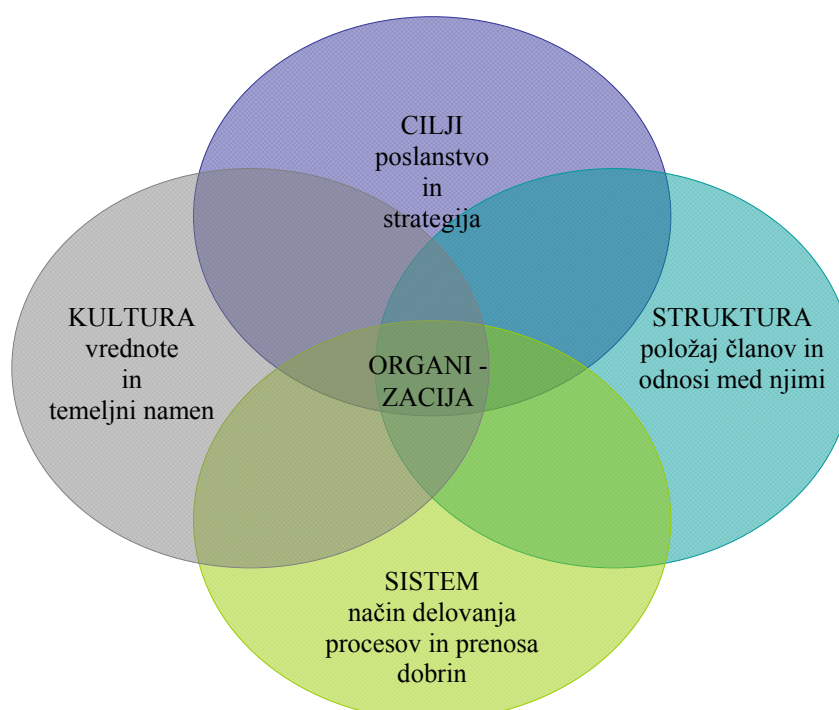 CILJI
poslanstvo
in
strategija
KULTURA
vrednote
in
temeljni namen
ORGANI -
ZACIJA
STRUKTURA
položaj članov in
odnosi med njimi
SISTEM
način delovanja
procesov in prenosa
dobrin